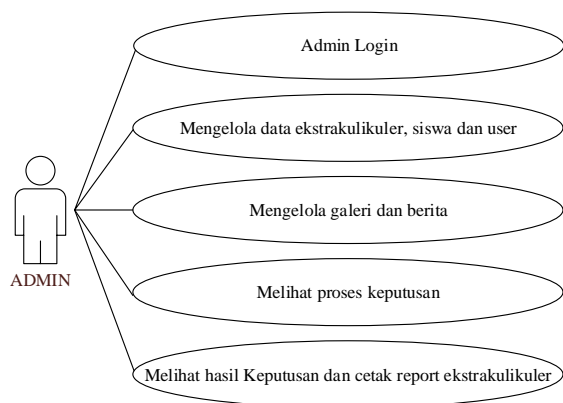 Admin Login
Mengelola data ekstrakulikuler, siswa dan user
Mengelola galeri dan berita
ADMIN
Melihat proses keputusan
Melihat hasil Keputusan dan cetak report ekstrakulikuler